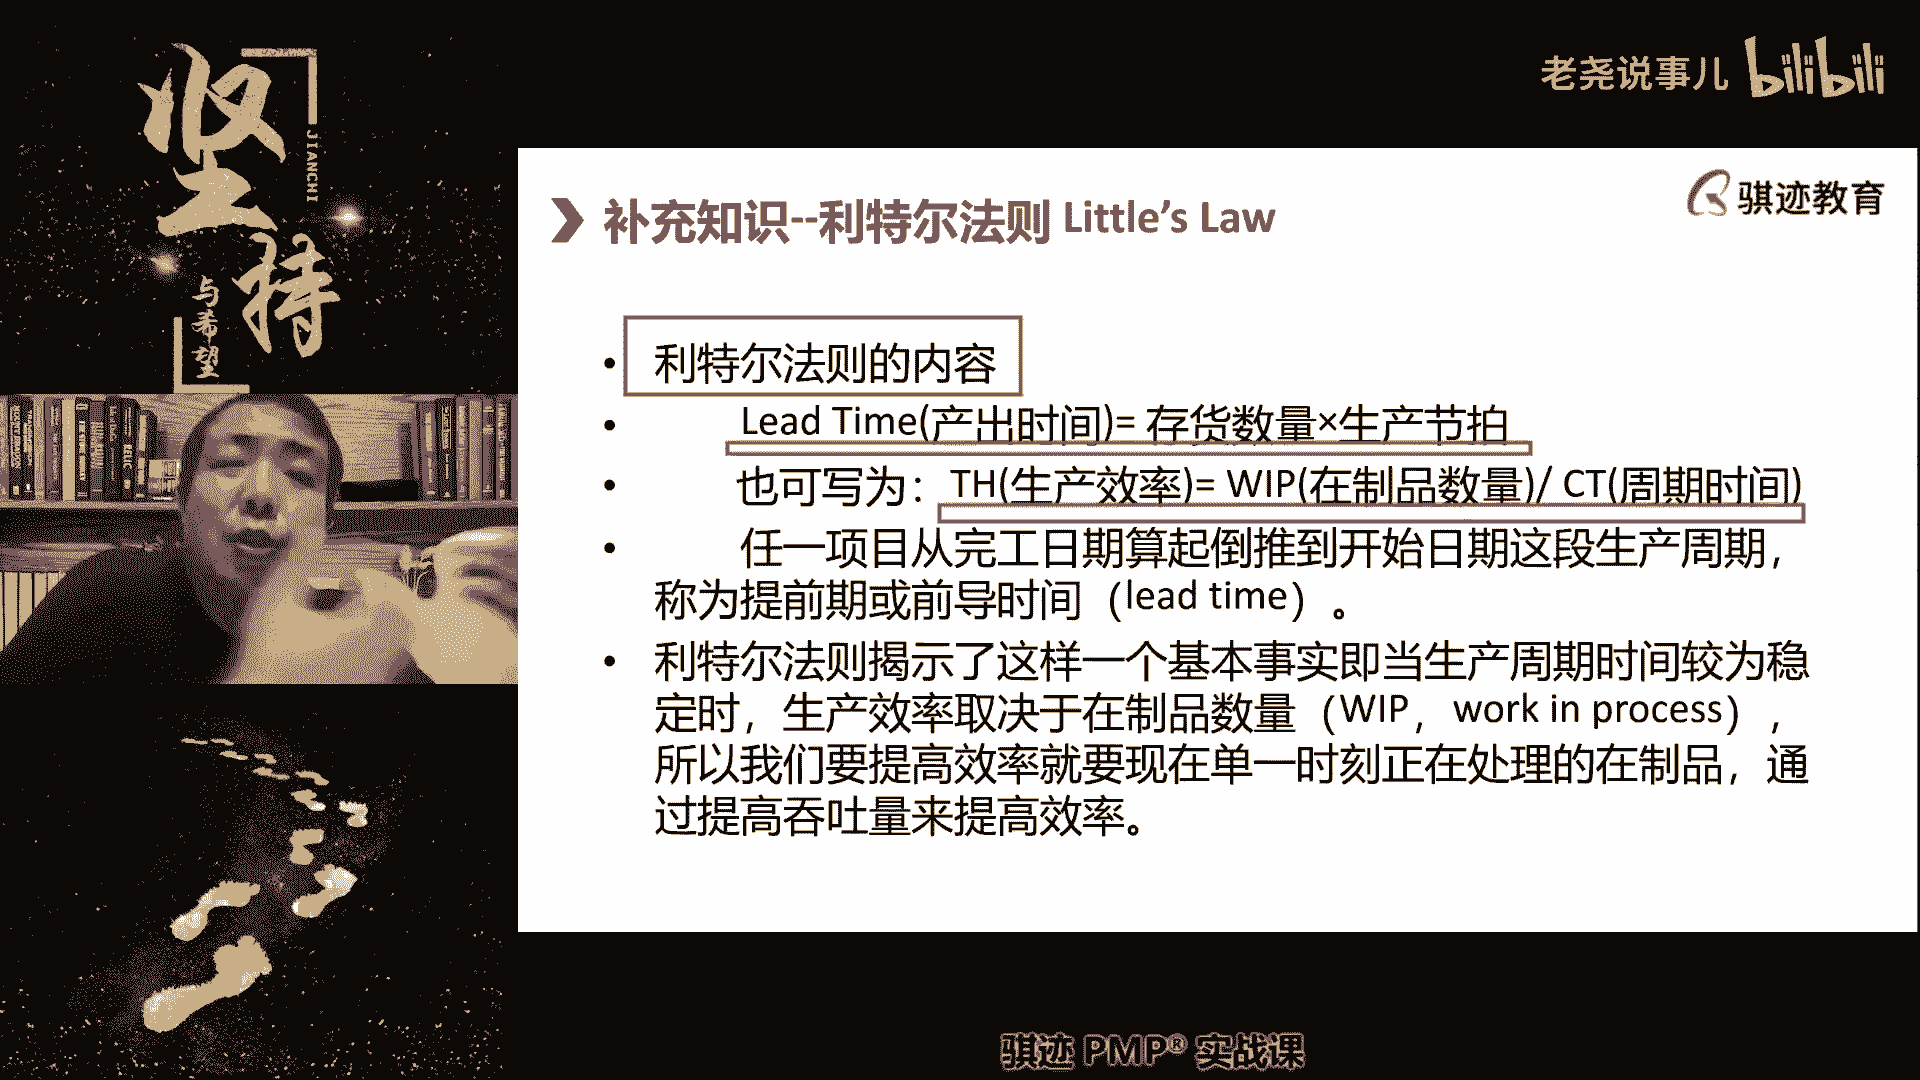 坚持
JIANCHI
与希望
老尧说事儿 bilibili
骐迹教育
补充知识--利特尔法则 Little’s Law
• 利特尔法则的内容
• Lead Time(产出时间)= 存货数量×生产节拍
• 也可写为：TH(生产效率)= WIP(在制品数量)/ CT(周期时间)
• 任一项目从完工日期算起倒推到开始日期这段生产周期，
称为提前期或前导时间（lead time）。
• 利特尔法则揭示了这样一个基本事实即当生产周期时间较为稳
定时，生产效率取决于在制品数量（WIP，work in process），
所以我们要提高效率就要现在单一时刻正在处理的在制品，通
过提高吞吐量来提高效率。
骐迹 PMP® 实战课